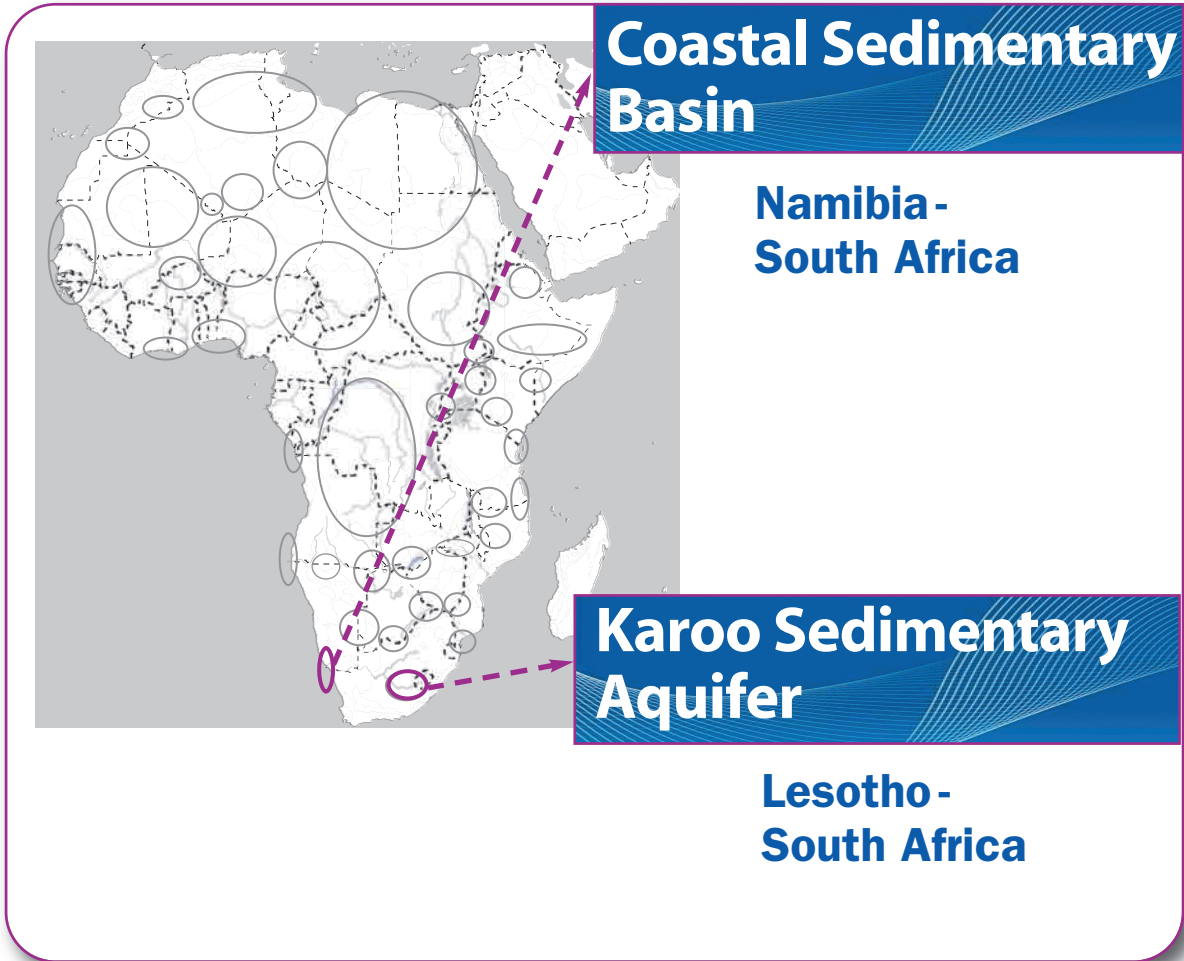 Coastal Sedimentary
Basin
Namibia -
South Africa
Karoo Sedimentary
Aquifer
Lesotho -
South Africa